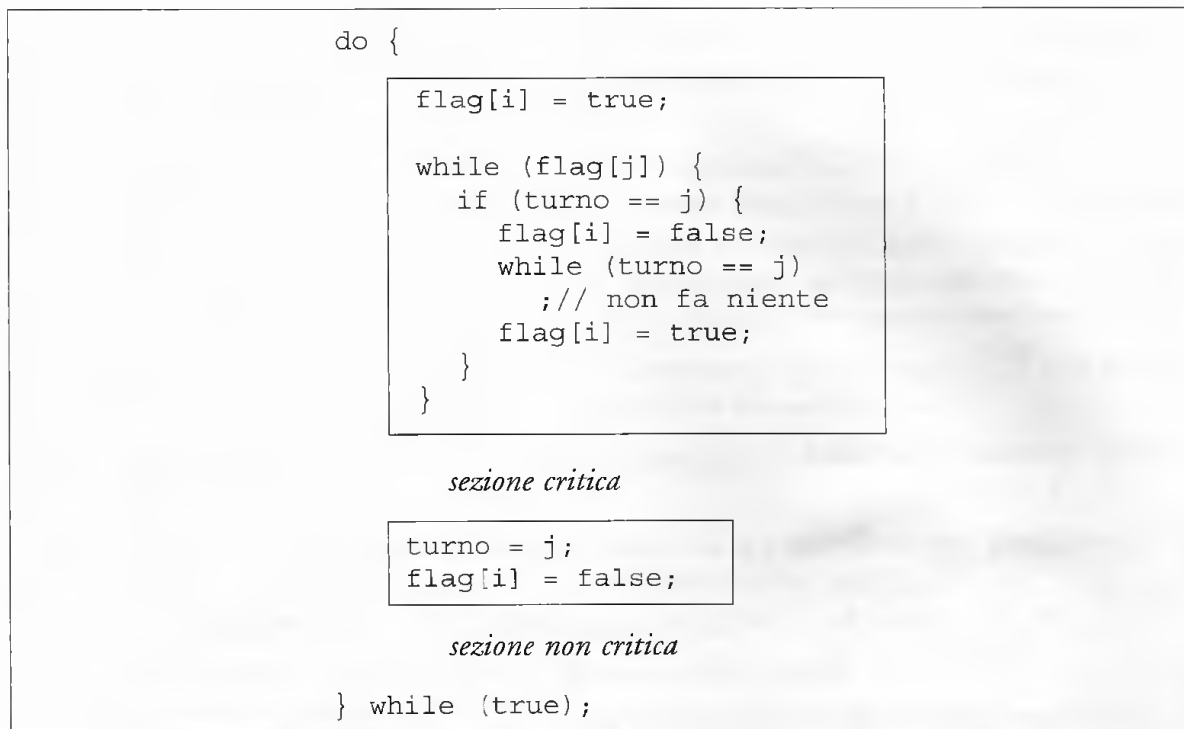 do {
flag[i] = true;
while (flag[j]) {
if (turno == j) {
flag[i] = false;
while (turno == j)
;// non fa niente
flag[i] = true;
}
}
sezione critica
turno = j;
flag[i] = false;
sezione non critica
} while (true);